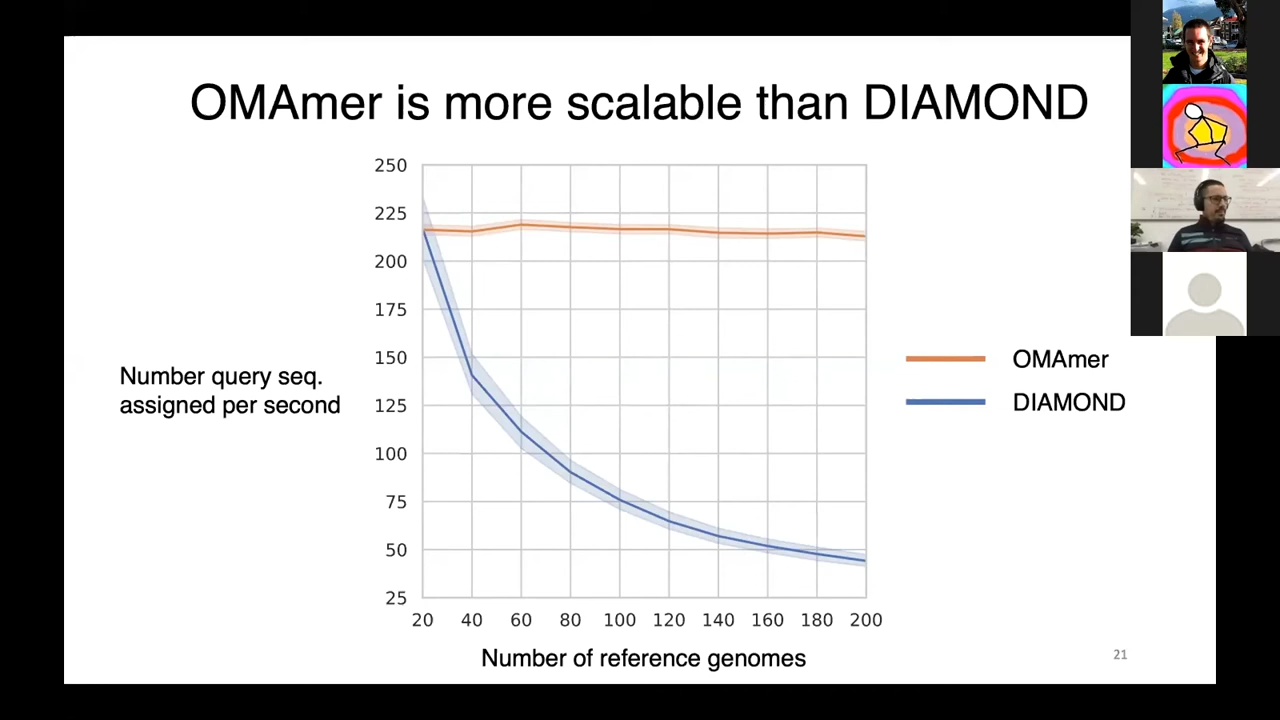 OMAmer is more scalable than DIAMOND
250
225
200
175
150
125
100
75
50
25
Number query seq.
assigned per second
20 40 60 80 100 120 140 160 180 200
Number of reference genomes
OMAmer
DIAMOND
21